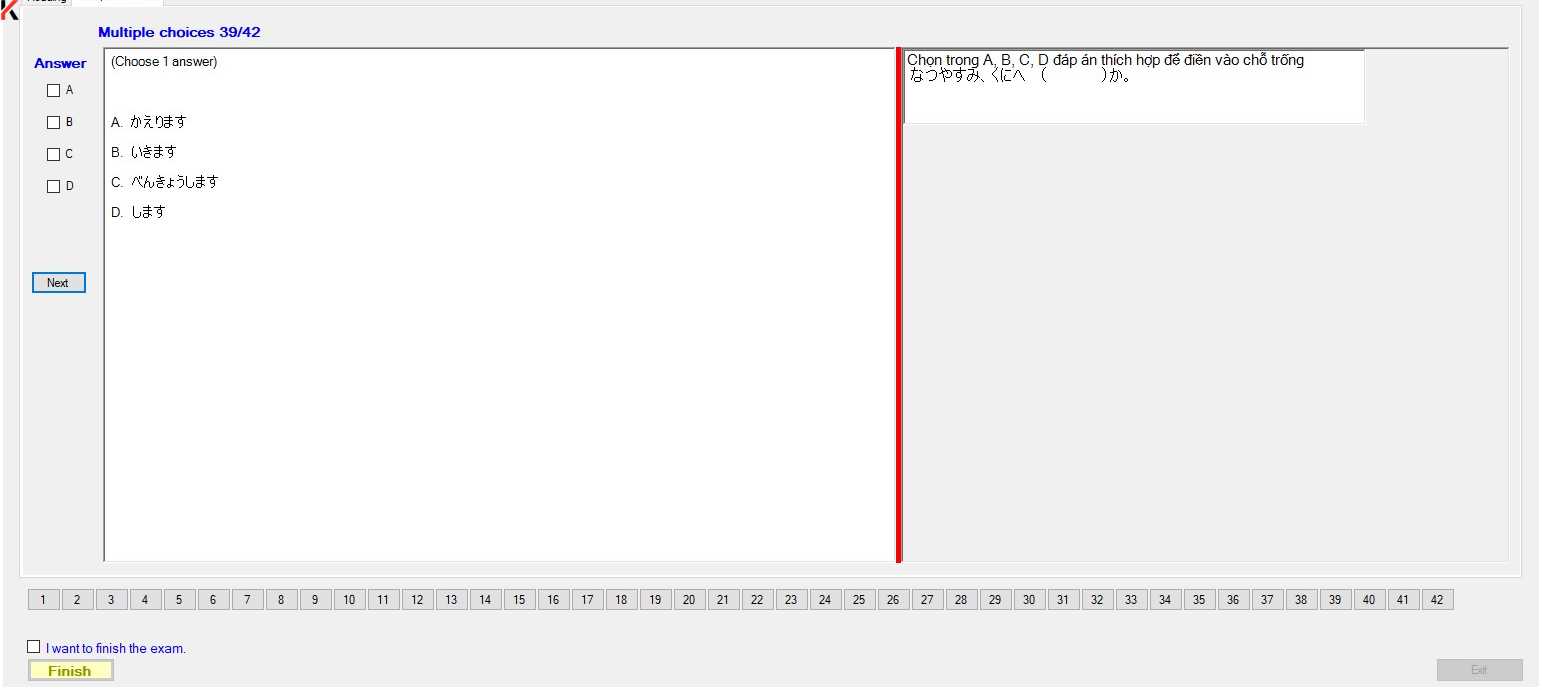 Multiple choices 39/42
Answer
A
B
C
D
Next
(Choose 1 answer)
A. かえります
B. いきます
C. べんきょうします
D. します
Chọn trong A, B, C, D đáp án thích hợp để điền vào chỗ trống
なつやすみ、くにへ ( )か。
1 2 3 4 5 6 7 8 9 10 11 12 13 14 15 16 17 18 19 20 21 22 23 24 25 26 27 28 29 30 31 32 33 34 35 36 37 38 39 40 41 42
I want to finish the exam.
Finish
Exit